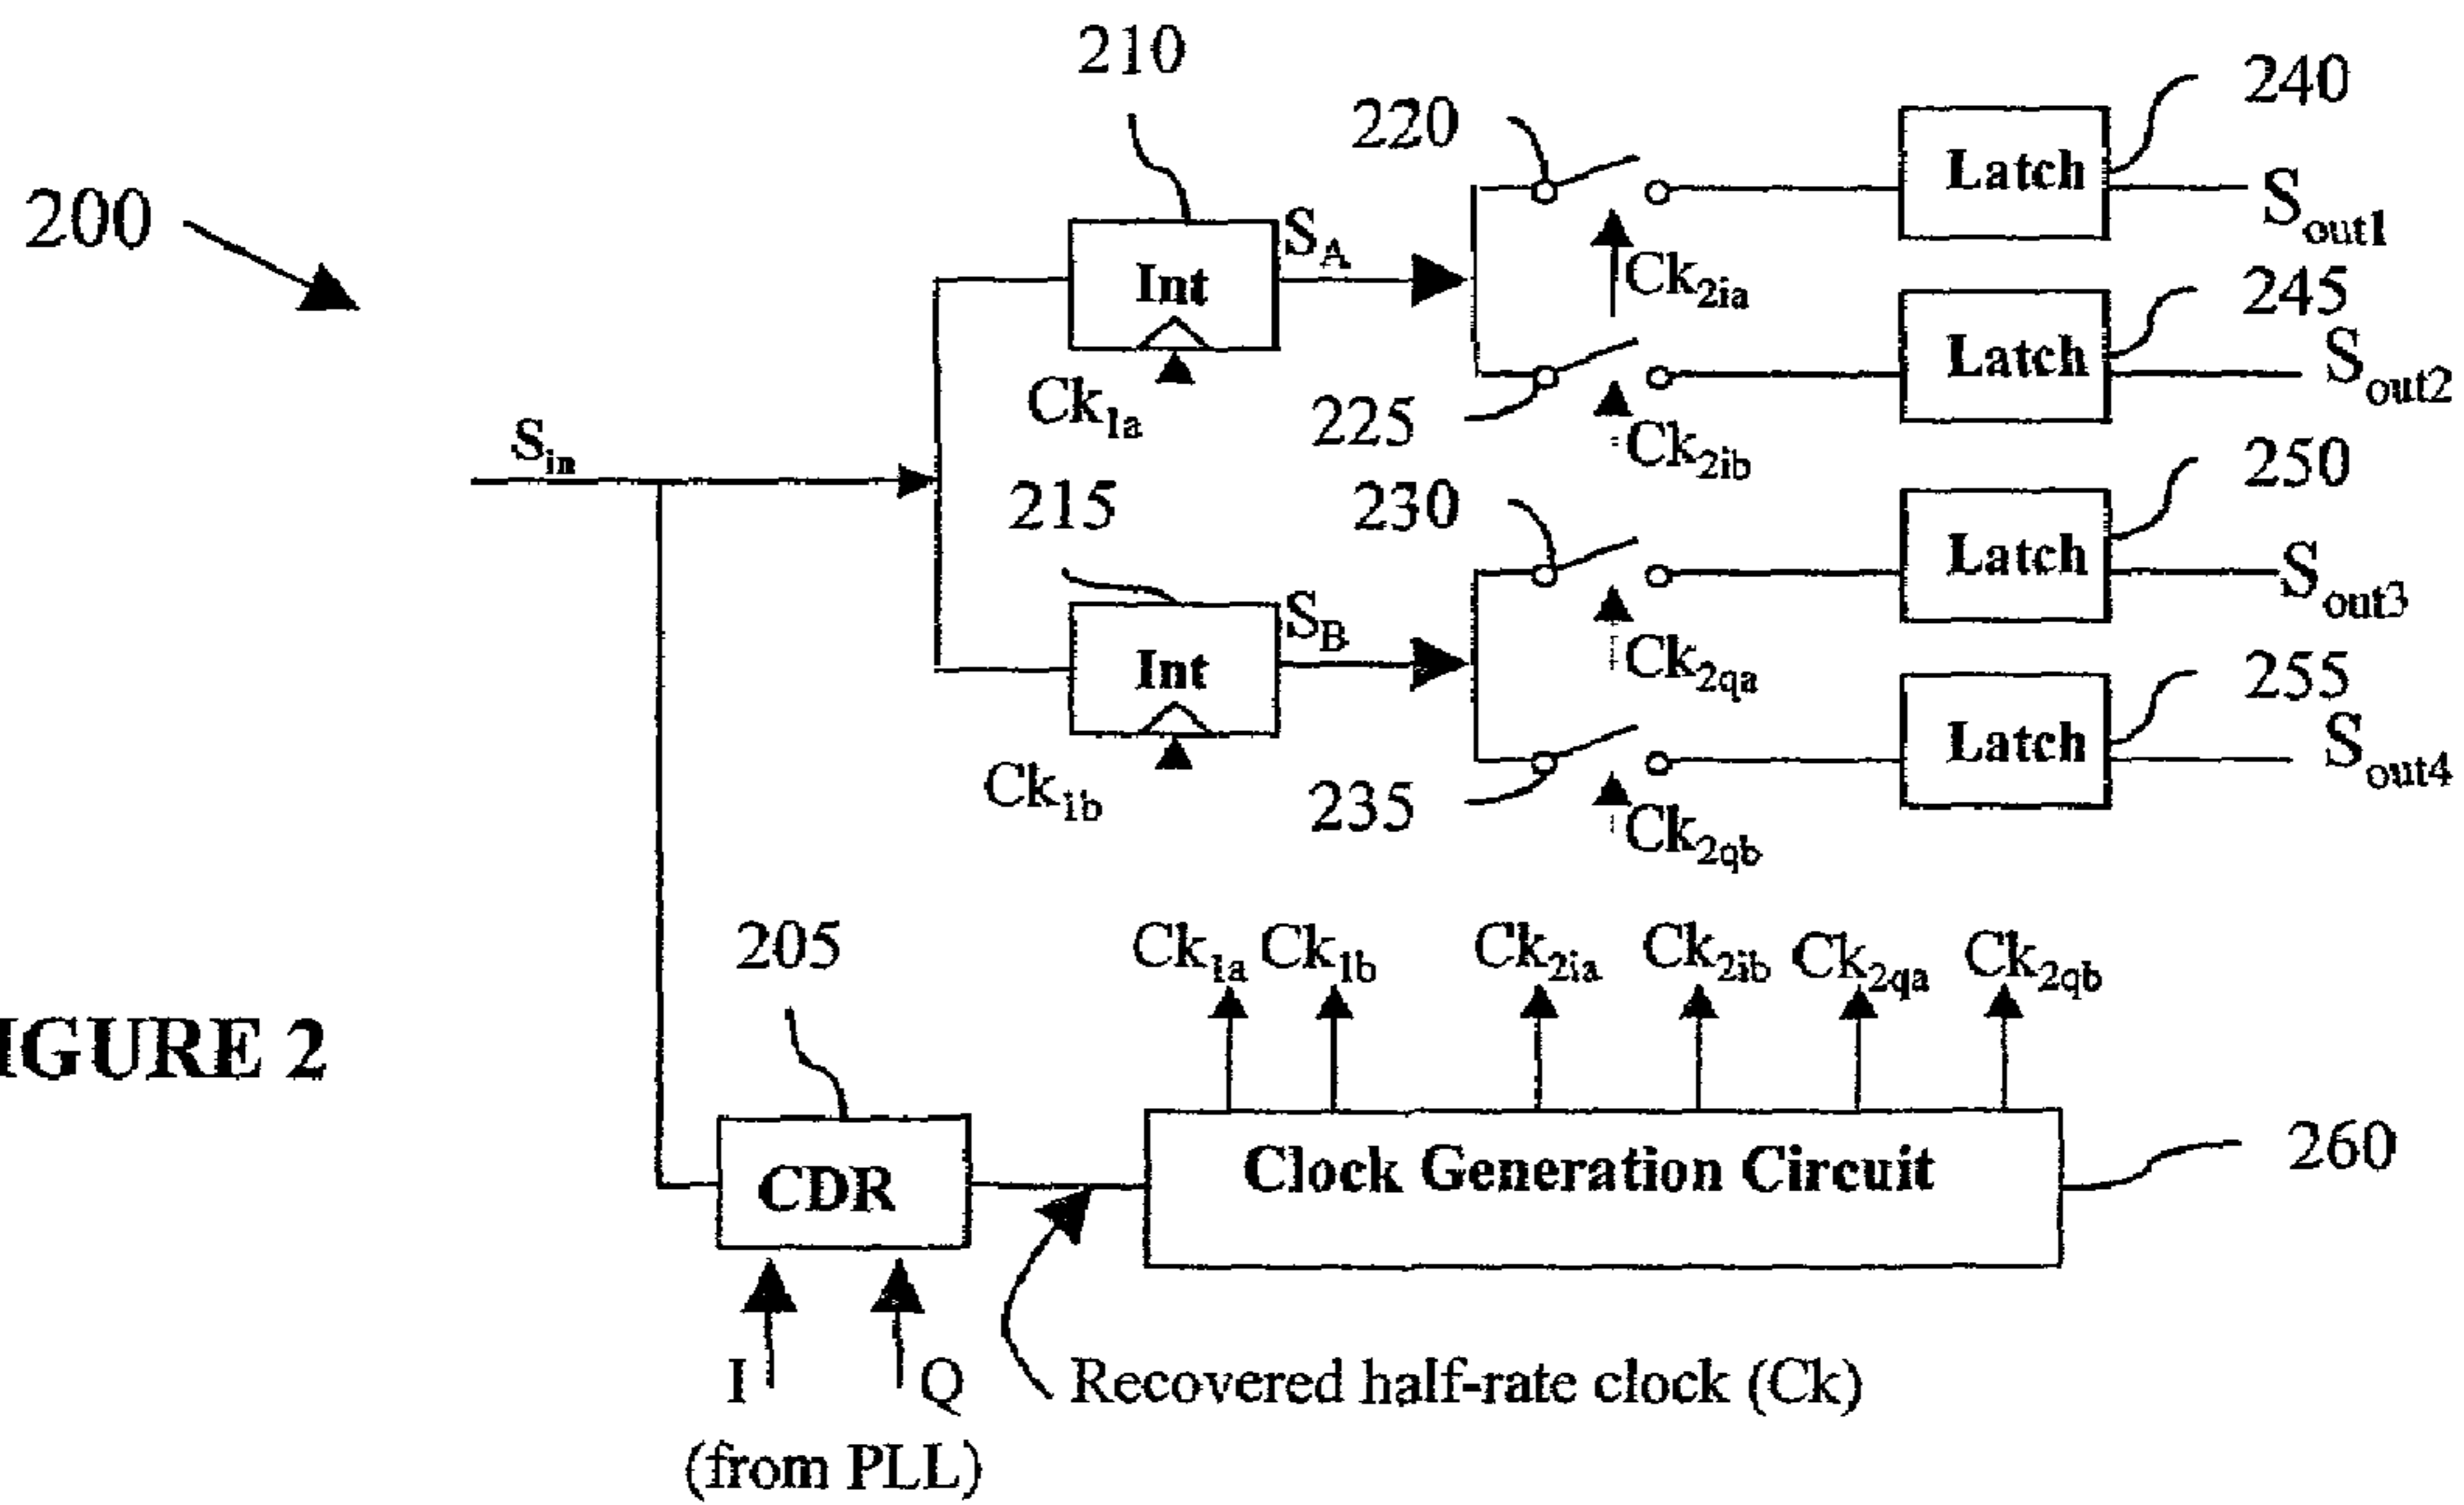 210
240
220
Latch
200
S_out1
S_A
Int
Ck_2ia
245
Latch
Ck_1a
S_out2
225
Ck_2ib
S_in
250
215
230
Latch
S_B
S_out3
Int
Ck_2qa
255
Latch
Ck_1b
S_out4
235
Ck_2qb
205
Ck_1a Ck_1b Ck_2ia Ck_2ib Ck_2qa Ck_2qb
IGURE 2
260
CDR
Clock Generation Circuit
I Q
Recovered half-rate clock (Ck)
(from PLL)